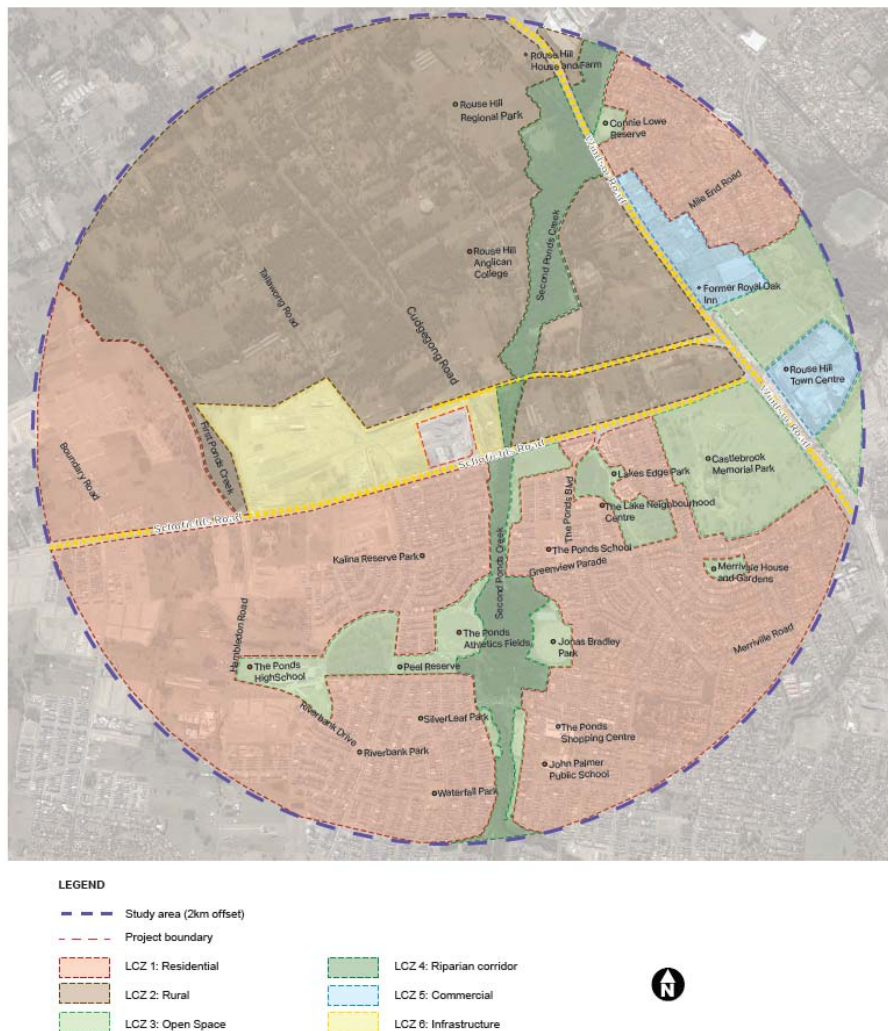 Rouse Hill
House and Farm
Rouse Hill
Regional Park
Connie Lowe
Reserve
Windsor Road
Mile End Road
Rouse Hill
Anglican
College
Second Ponds Creek
Former Royal Oak
Inn
Tallawong Road
Cudgegong Road
Rouse Hill
Town Centre
Windsor Road
First Ponds Creek
Boundary Road
Schofields Road
Schofields Road
Castlebrook
Memorial Park
Lakes Edge Park
The Ponds Blvd
The Lake Neighbourhood
Centre
Kalina Reserve Park
Second Ponds Creek
The Ponds School
Greenview Parade
Merrivale House
and Gardens
Hambledon Road
The Ponds
Athletics Fields
Jonas Bradley
Park
Merriville Road
The Ponds
HighSchool
Peel Reserve
Riverbank Drive
SilverLeaf Park
The Ponds
Shopping Centre
Riverbank Park
John Palmer
Public School
Waterfall Park
LEGEND
Study area (2km offset)
Project boundary
LCZ 1: Residential
LCZ 2: Rural
LCZ 3: Open Space
LCZ 4: Riparian corridor
LCZ 5: Commercial
LCZ 6: Infrastructure
N